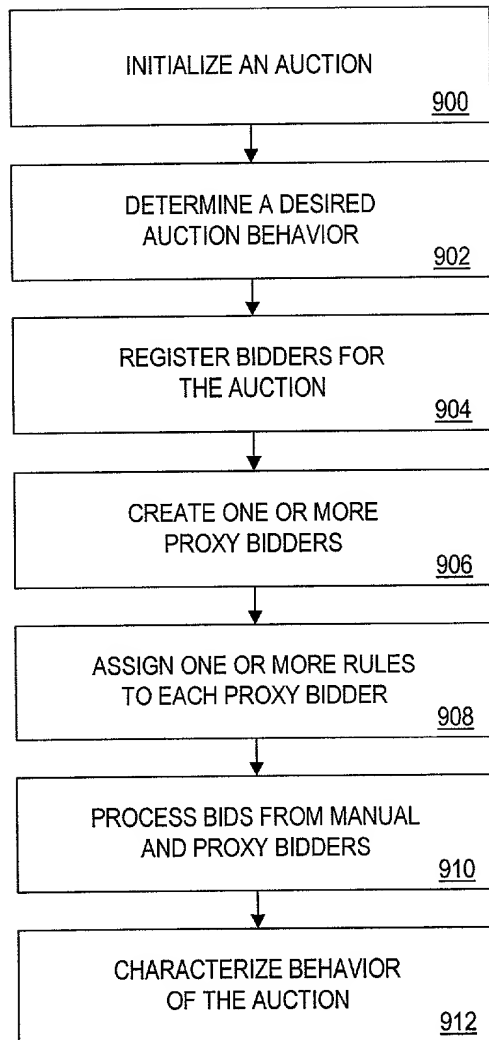 INITIALIZE AN AUCTION
900
DETERMINE A DESIRED
AUCTION BEHAVIOR
902
REGISTER BIDDERS FOR
THE AUCTION
904
CREATE ONE OR MORE
PROXY BIDDERS
906
ASSIGN ONE OR MORE RULES
TO EACH PROXY BIDDER
908
PROCESS BIDS FROM MANUAL
AND PROXY BIDDERS
910
CHARACTERIZE BEHAVIOR
OF THE AUCTION
912